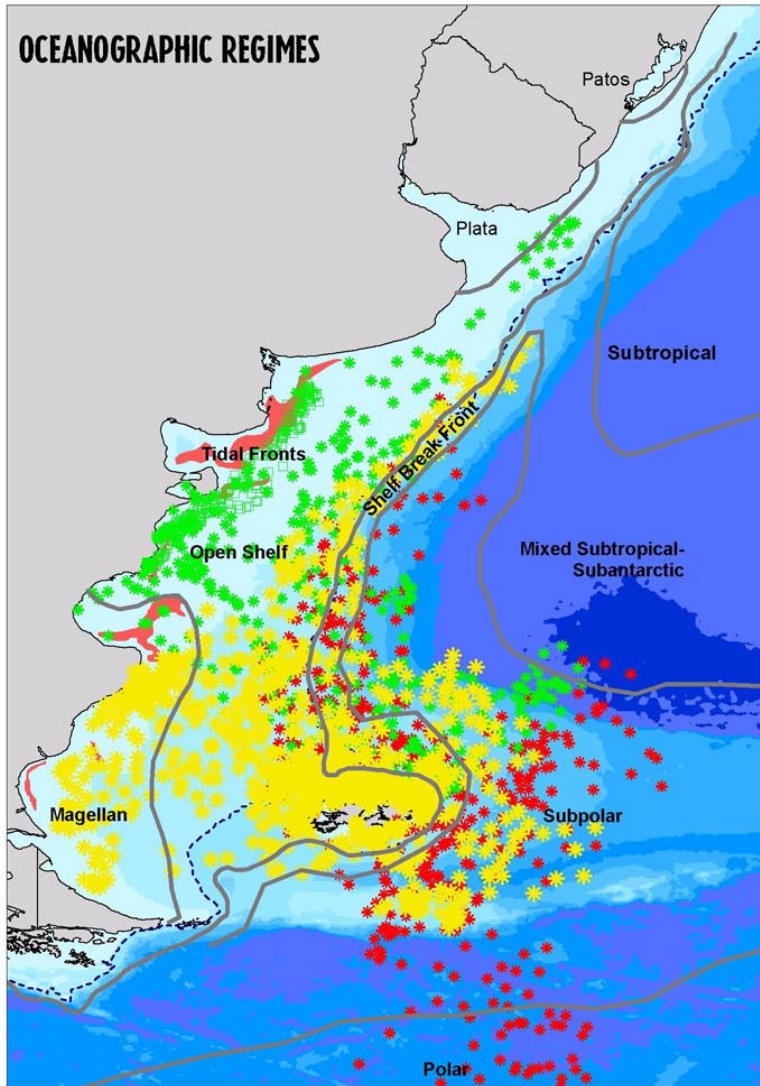 OCEANOGRAPHIC REGIMES
Patos
Plata
Subtropical
Shelf Break Front
Tidal Fronts
Open Shelf
Mixed Subtropical-
Subantarctic
Magellan
Subpolar
Polar